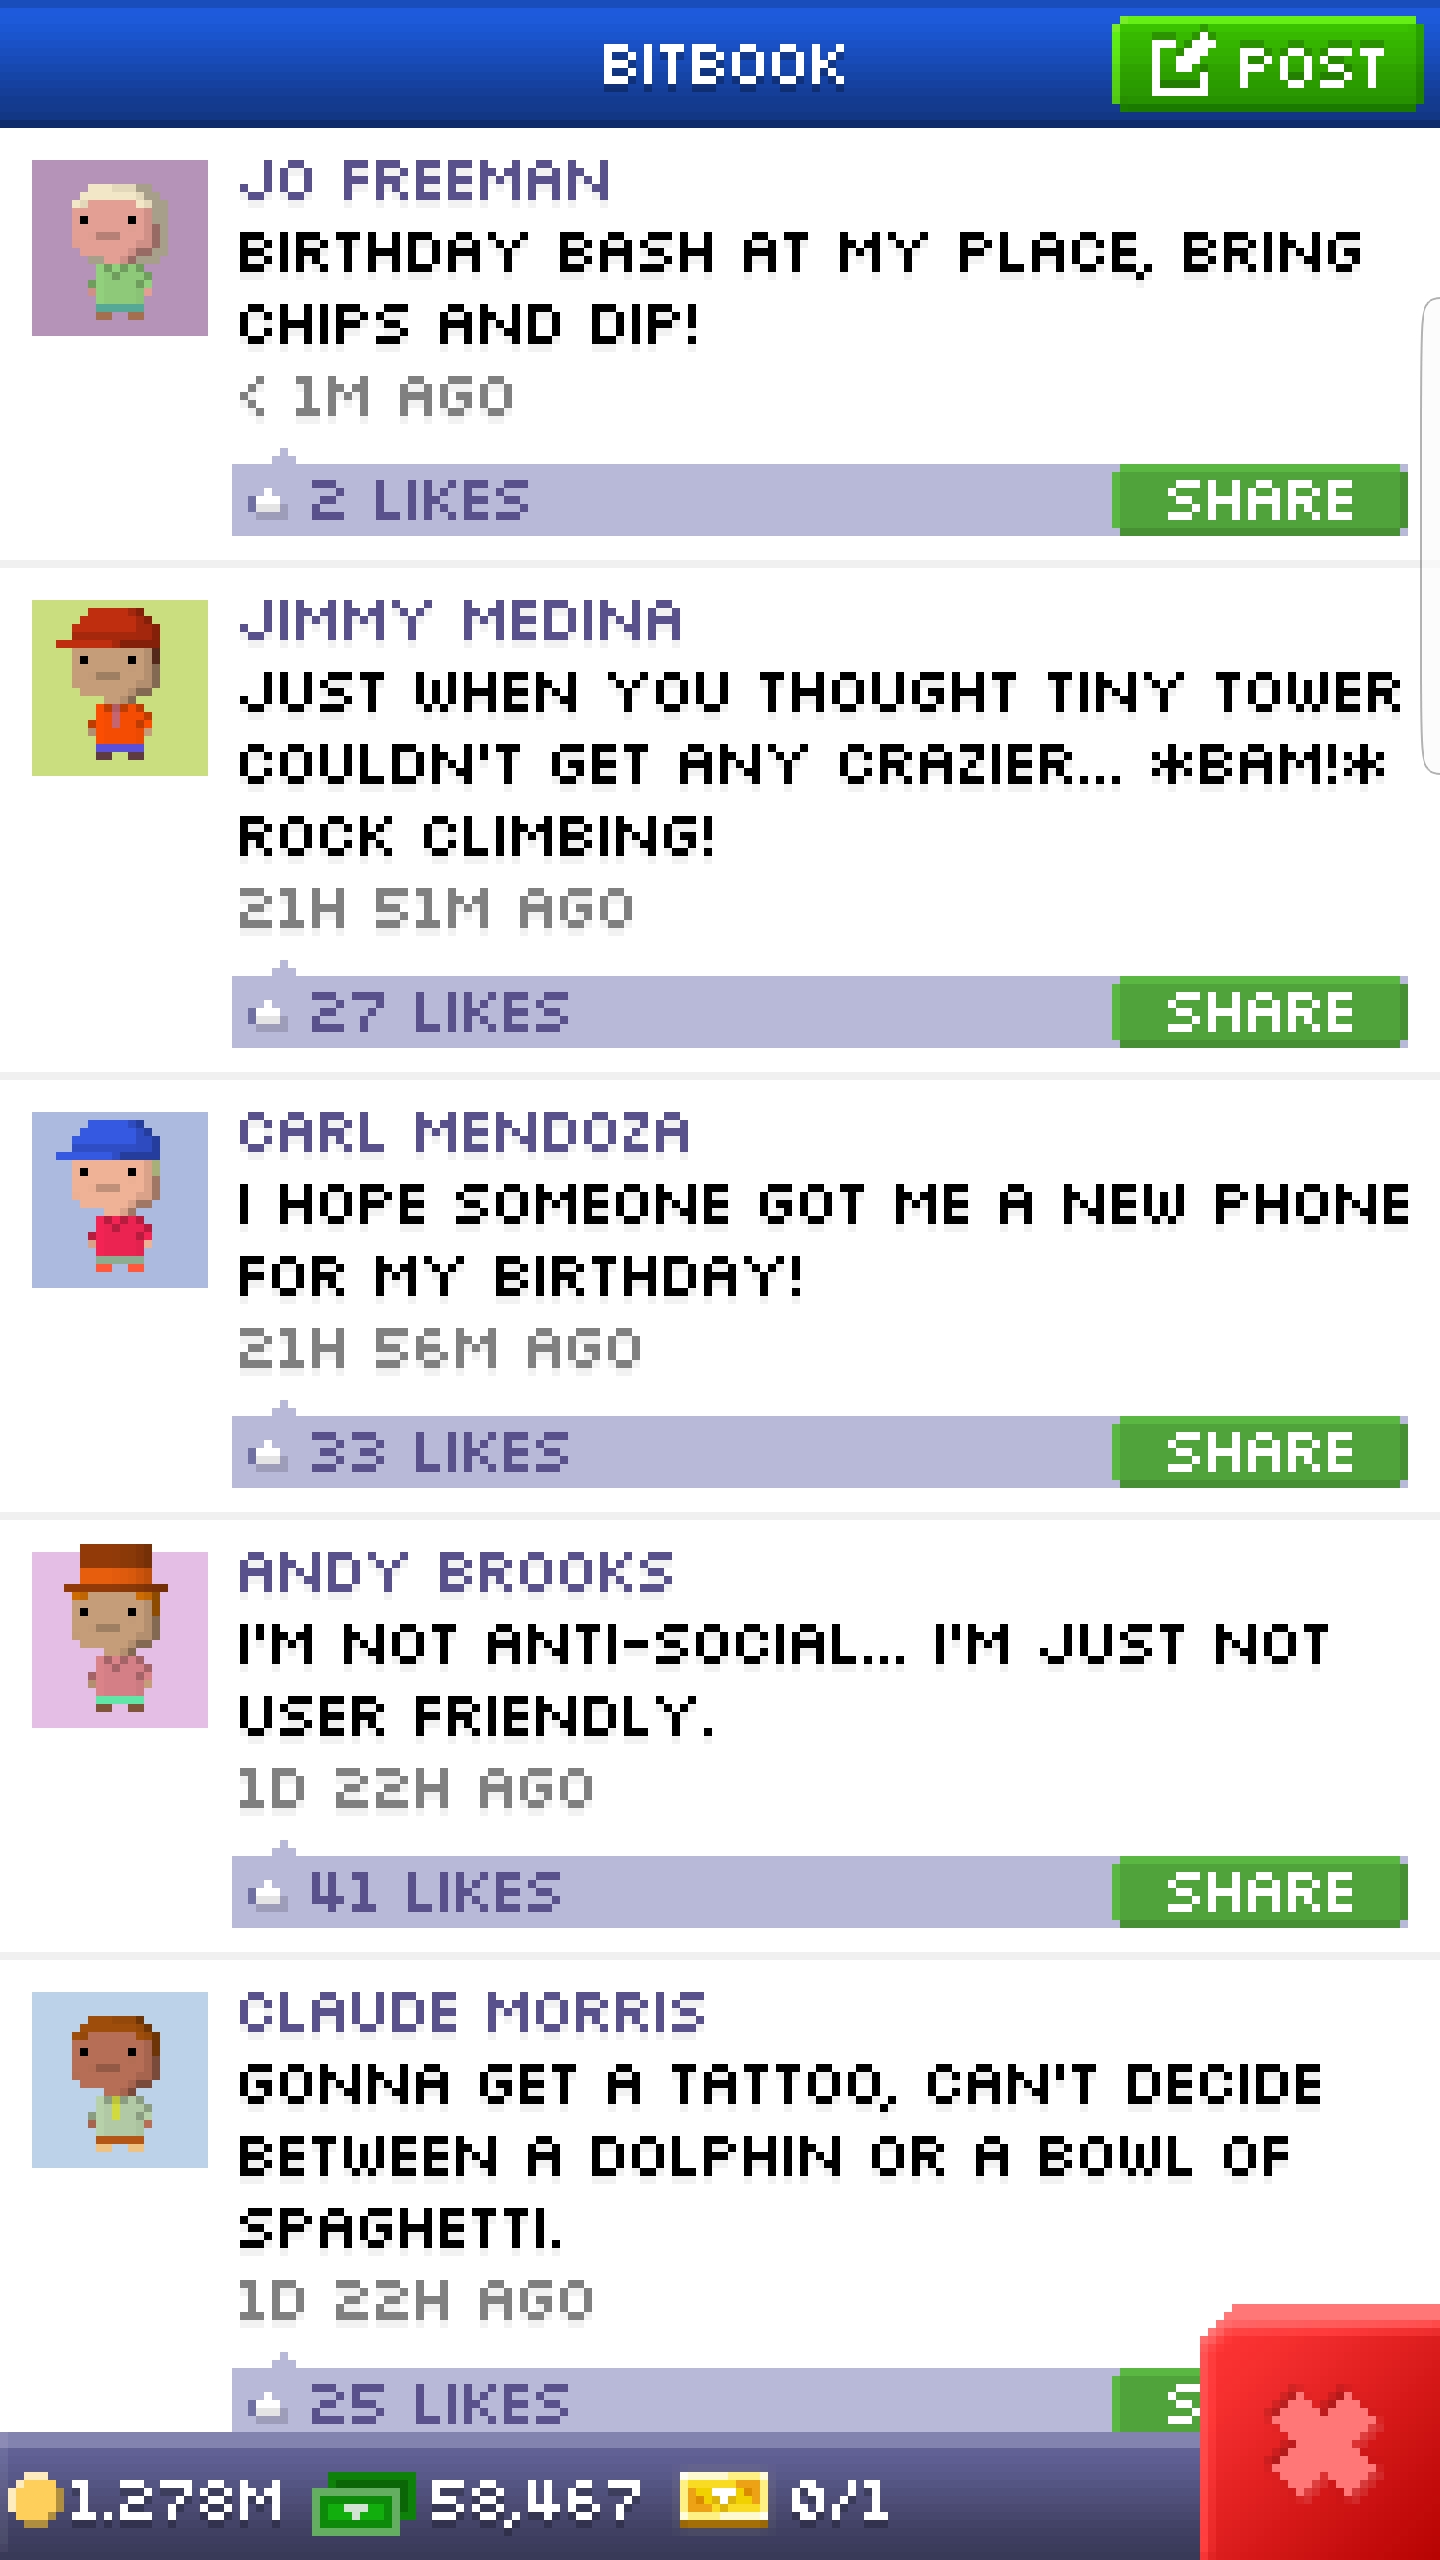 BITBOOK
POST
JO FREEMAN
BIRTHDAY BASH AT MY PLACE, BRING
CHIPS AND DIP!
< 1M AGO
2 LIKES
SHARE
JIMMY MEDINA
JUST WHEN YOU THOUGHT TINY TOWER
COULDN'T GET ANY CRAZIER... *BAM!*
ROCK CLIMBING!
21H 51M AGO
27 LIKES
SHARE
CARL MENDOZA
I HOPE SOMEONE GOT ME A NEW PHONE
FOR MY BIRTHDAY!
21H 56M AGO
33 LIKES
SHARE
ANDY BROOKS
I'M NOT ANTI-SOCIAL... I'M JUST NOT
USER FRIENDLY.
1D 22H AGO
41 LIKES
SHARE
CLAUDE MORRIS
GONNA GET A TATTOO, CAN'T DECIDE
BETWEEN A DOLPHIN OR A BOWL OF
SPAGHETTI.
1D 22H AGO
25 LIKES
S
1.278M 58,467 0/1